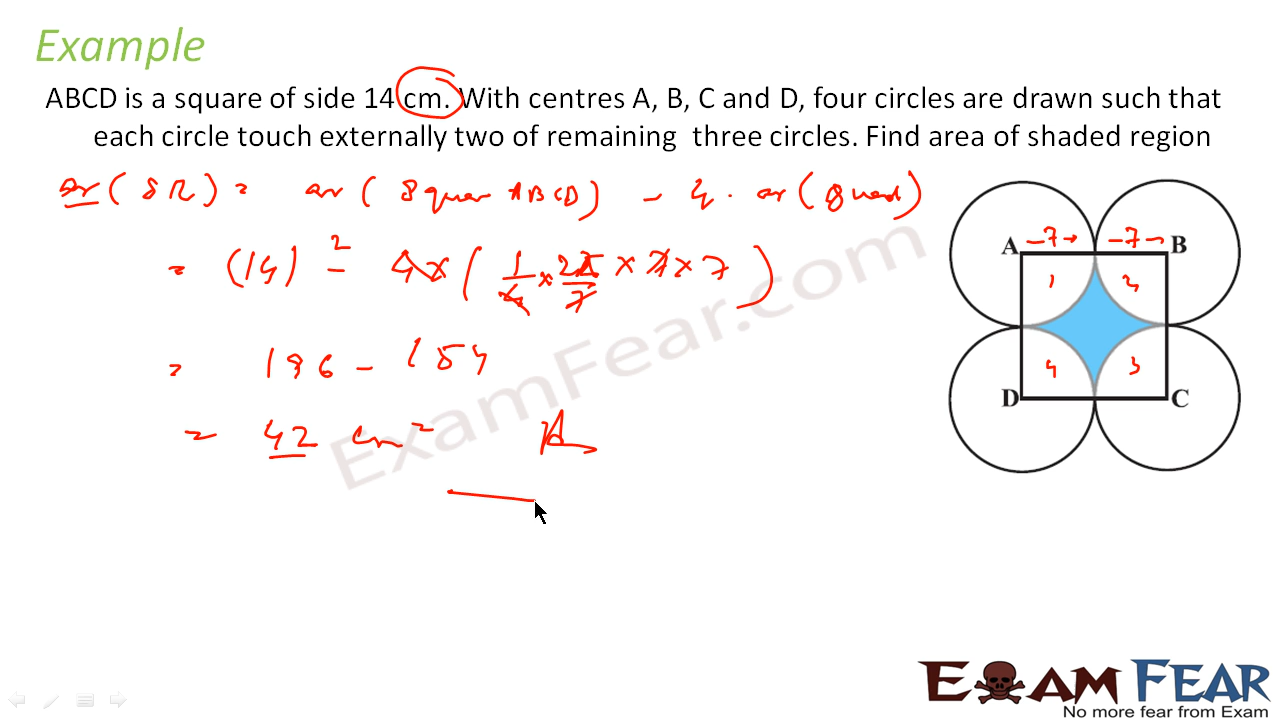 Example
ABCD is a square of side 14 cm. With centres A, B, C and D, four circles are drawn such that
each circle touch externally two of remaining three circles. Find area of shaded region
ar (SR) = ar (Square ABCD) - 4. ar (Quad)
A -7- -7- B
= (14)² - 4 x (1/4 x 22/7 x 7 x 7)
1 2
= 196 - 154
4 3
D C
= 42 cm²
ExamFear.com
EXAM FEAR
No more fear from Exam